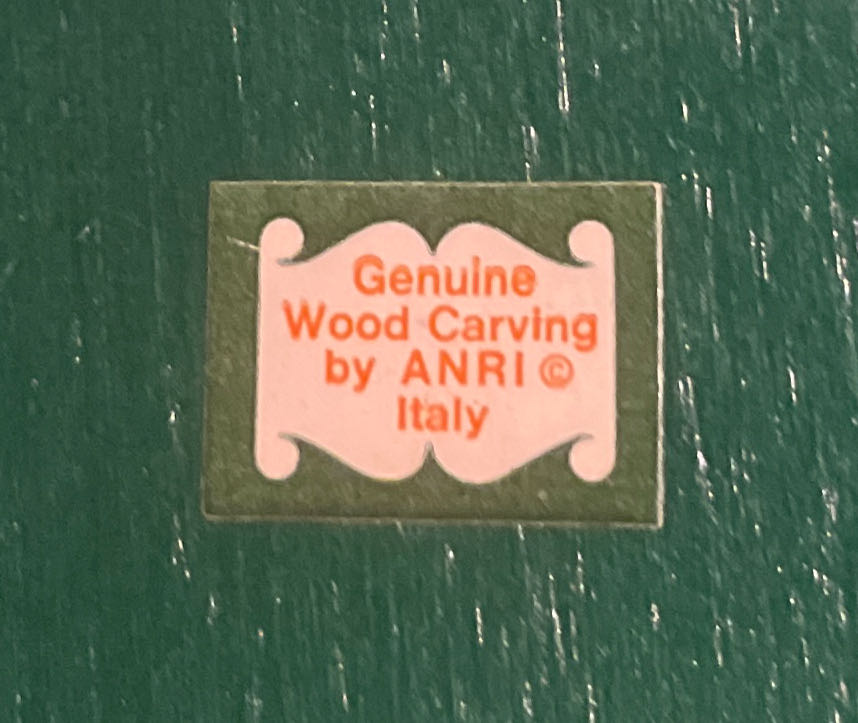 Genuine
Wood Carving
by ANRI ©
Italy